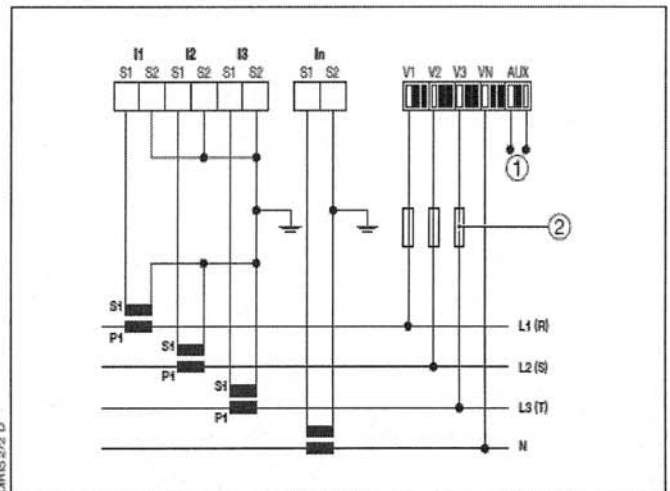 I1 I2 I3 In
S1 S2 S1 S2 S1 S2 S1 S2 V1 V2 V3 VN AUX
1
2
S1
P1 L1 (R)
S1
P1 L2 (S)
S1
P1 L3 (T)
N